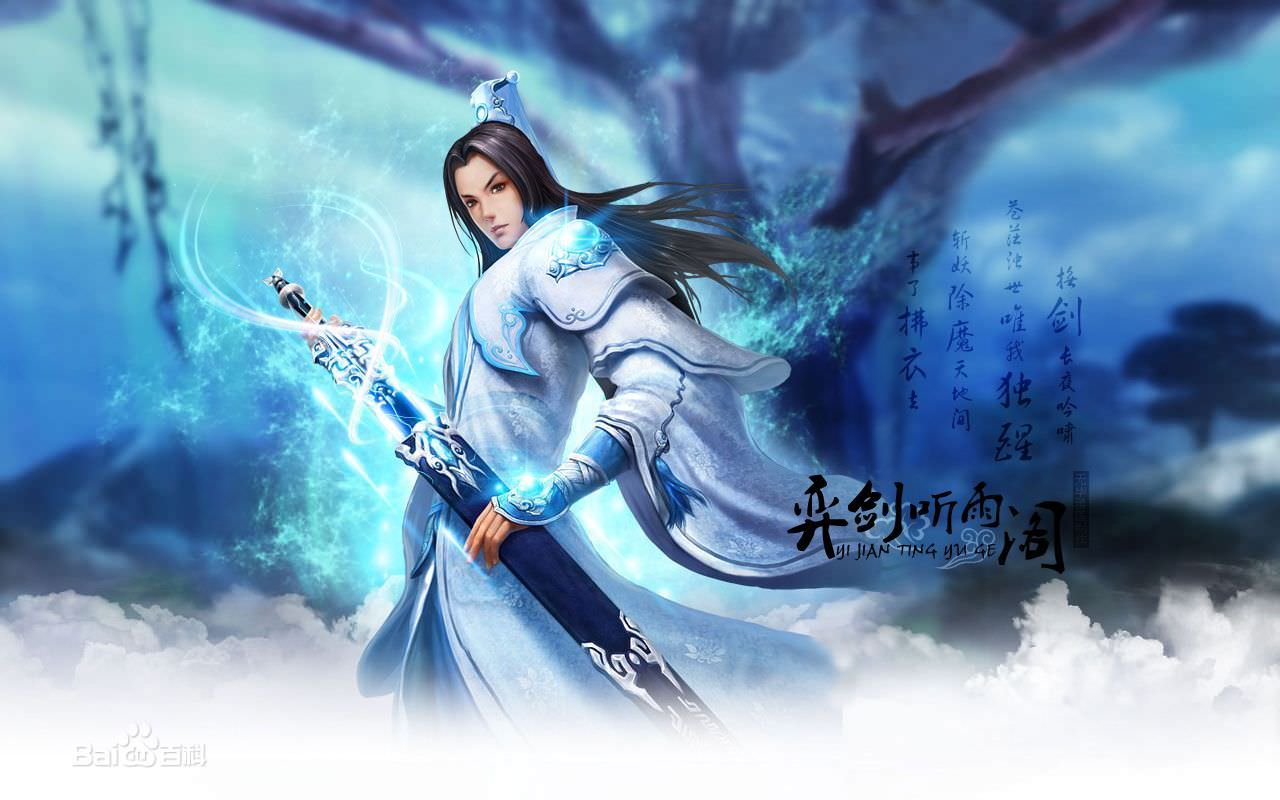 按剑长夜吟啸
苍茫浊世唯我独醒
斩妖除魔天地间
事了拂衣去
弈剑听雨阁
YI JIAN TING YU GE
Bai百科